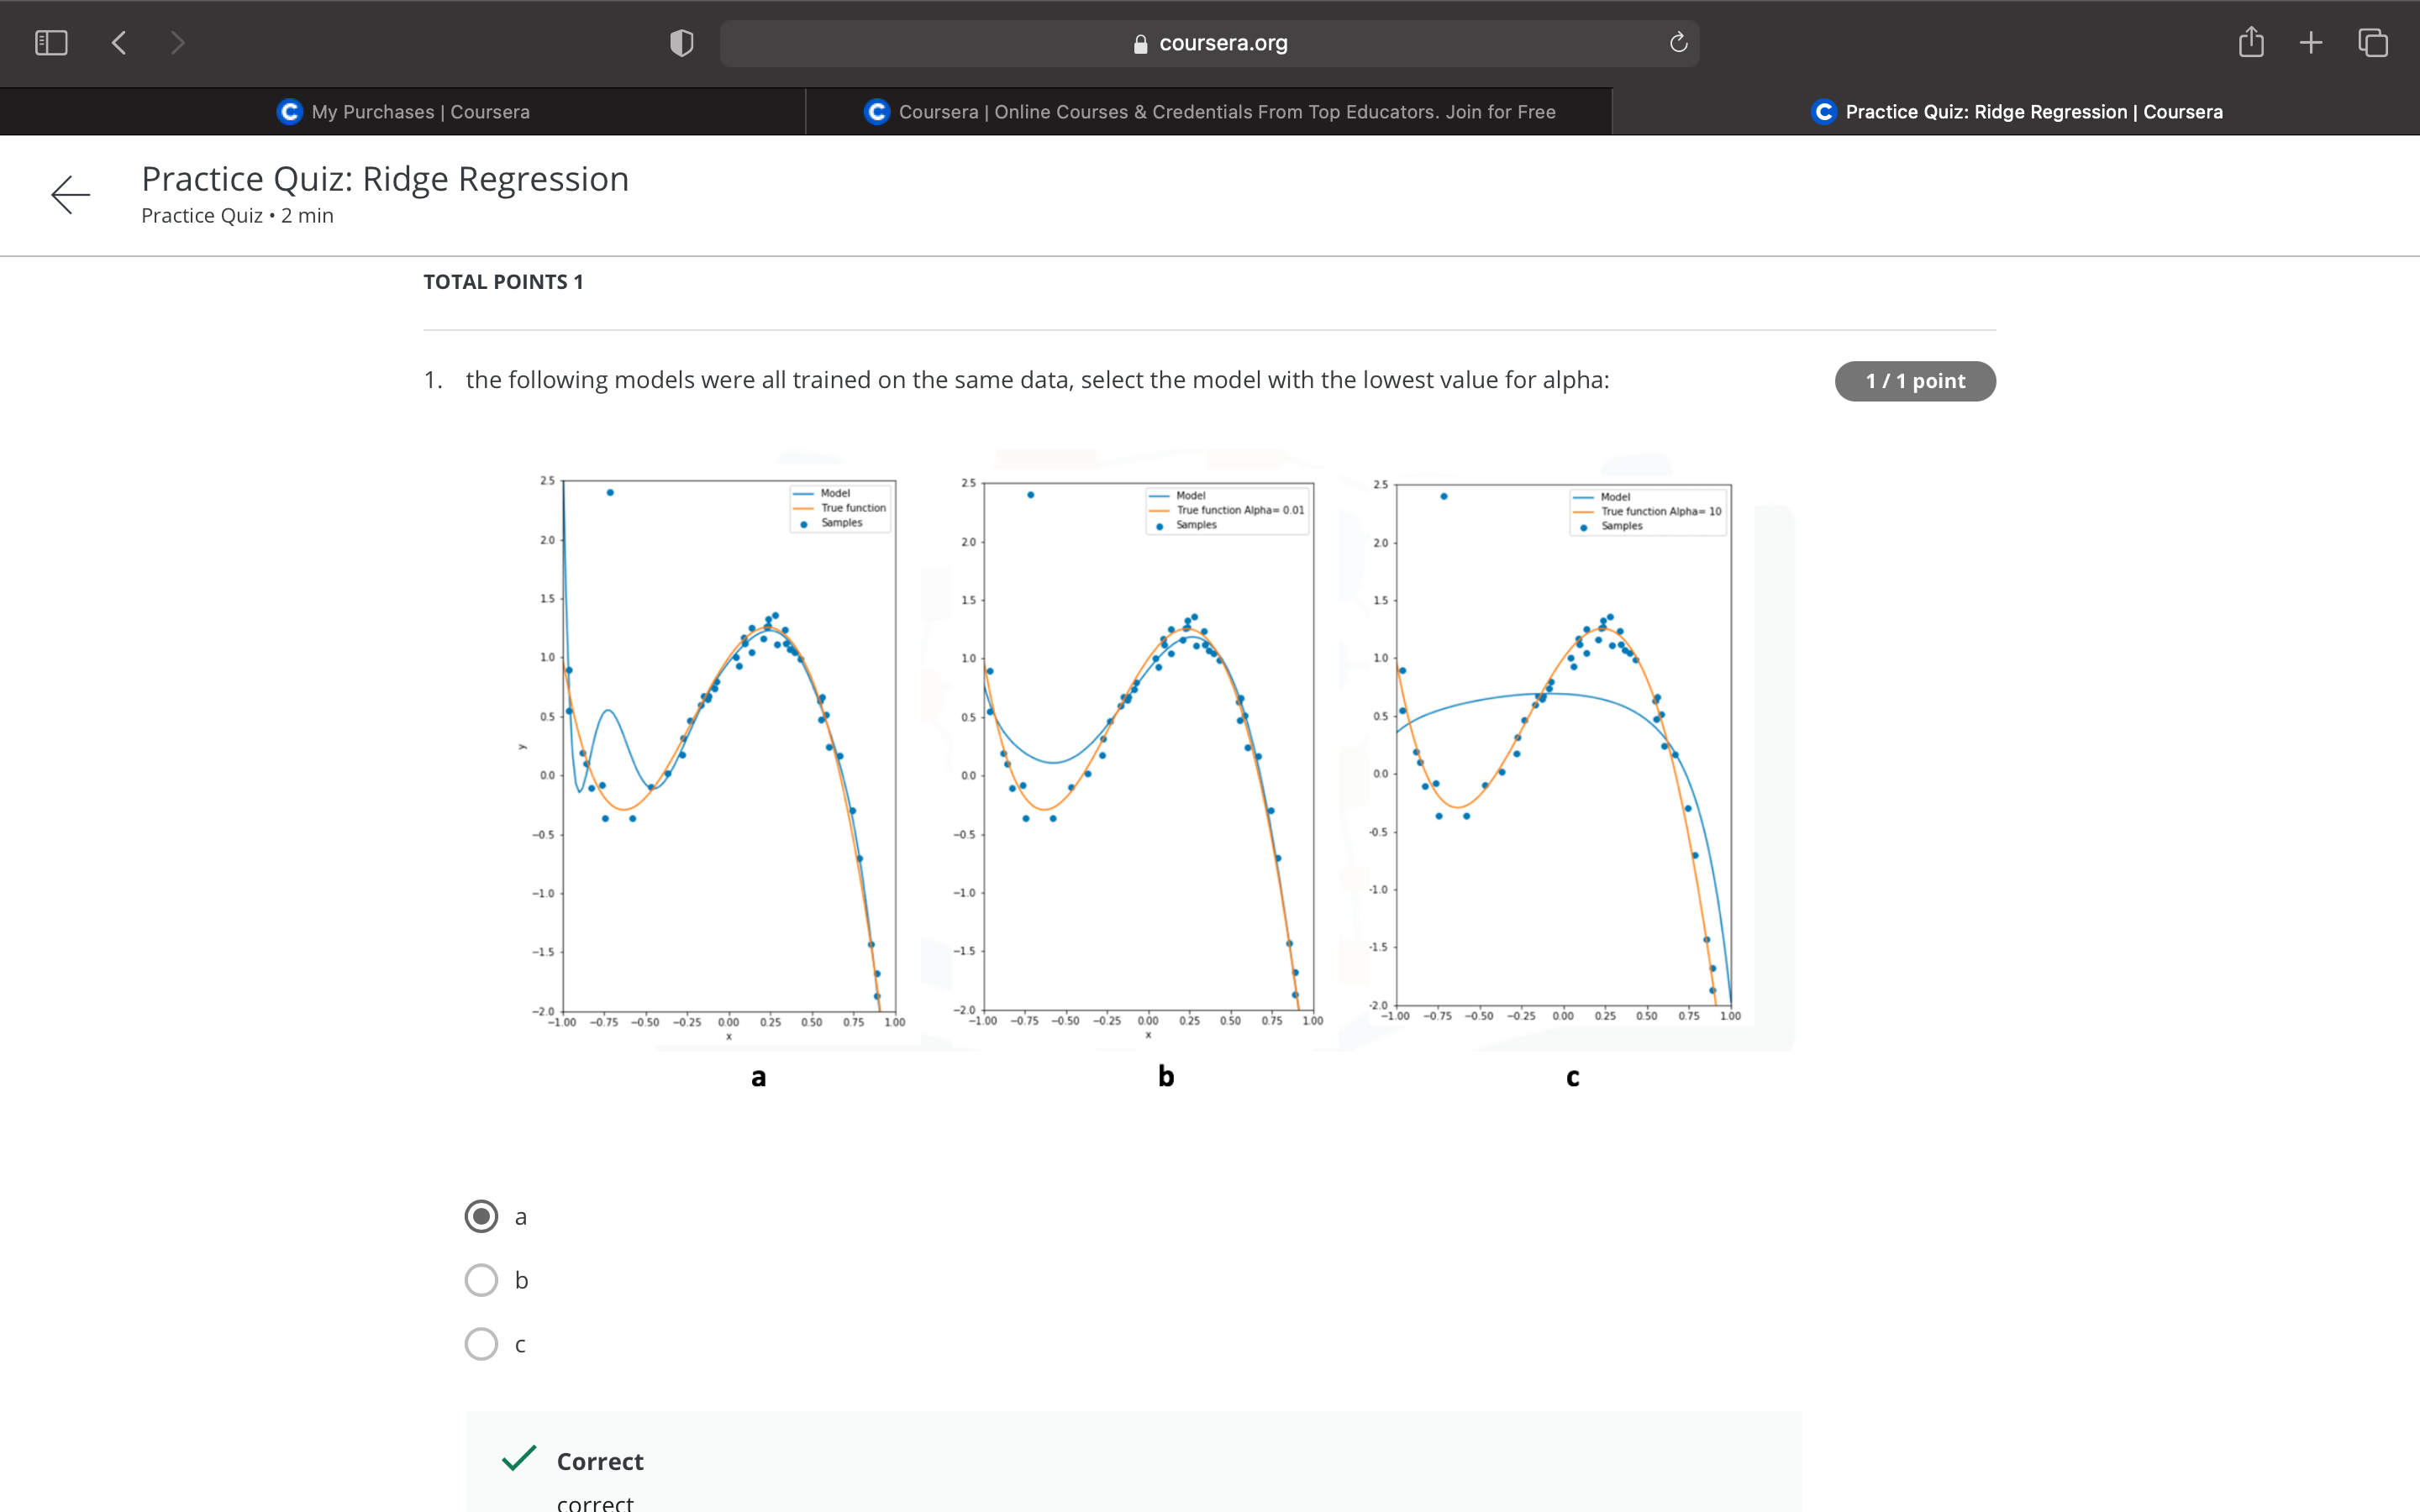 coursera.org
My Purchases | Coursera
Coursera | Online Courses & Credentials From Top Educators. Join for Free
Practice Quiz: Ridge Regression | Coursera
Practice Quiz: Ridge Regression
Practice Quiz • 2 min
TOTAL POINTS 1
1. the following models were all trained on the same data, select the model with the lowest value for alpha:
1 / 1 point
2.5
2.0
1.5
1.0
0.5
0.0
−0.5
−1.0
−1.5
−2.0
y
−1.00 −0.75 −0.50 −0.25 0.00 0.25 0.50 0.75 1.00
x
Model
True function
Samples
a
2.5
2.0
1.5
1.0
0.5
0.0
−0.5
−1.0
−1.5
−2.0
−1.00 −0.75 −0.50 −0.25 0.00 0.25 0.50 0.75 1.00
x
Model
True function Alpha= 0.01
Samples
b
2.5
2.0
1.5
1.0
0.5
0.0
-0.5
-1.0
-1.5
-2.0
−1.00 −0.75 −0.50 −0.25 0.00 0.25 0.50 0.75 1.00
Model
True function Alpha= 10
Samples
c
a
b
c
Correct
correct